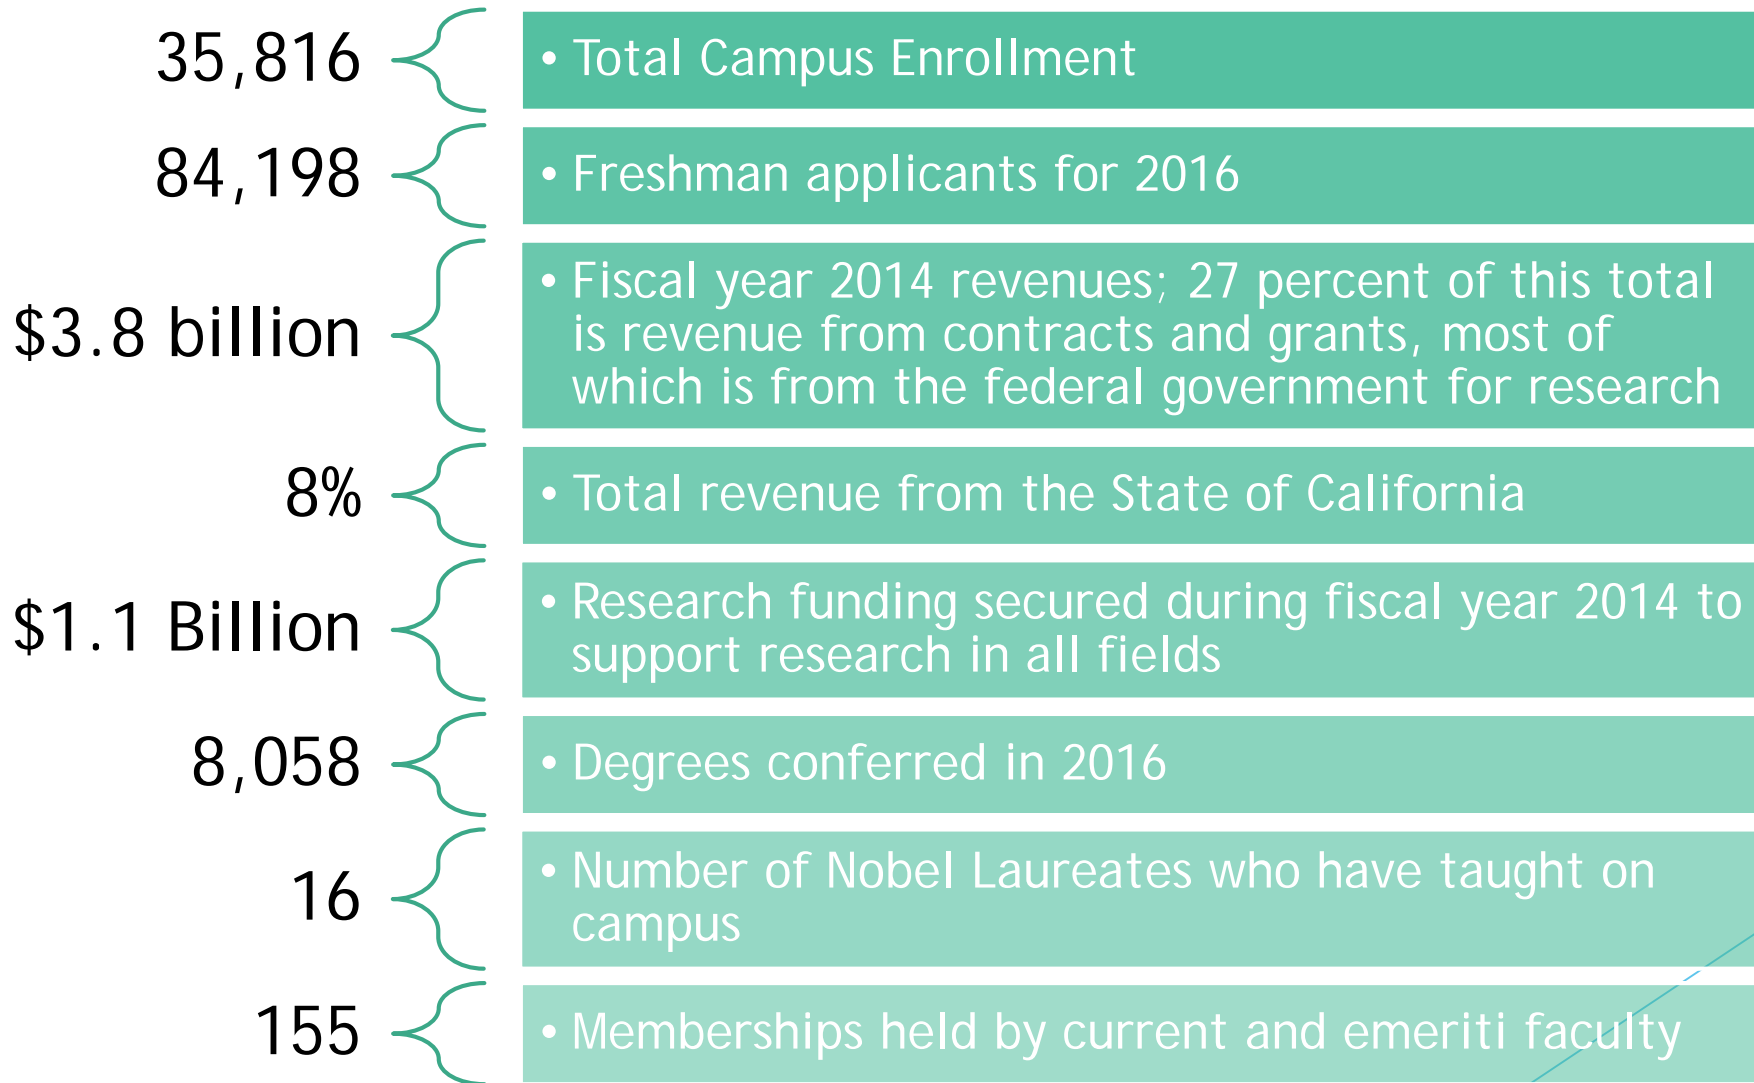 35,816
• Total Campus Enrollment
84,198
• Freshman applicants for 2016
$3.8 billion
• Fiscal year 2014 revenues; 27 percent of this total
is revenue from contracts and grants, most of
which is from the federal government for research
8%
• Total revenue from the State of California
$1.1 Billion
• Research funding secured during fiscal year 2014 to
support research in all fields
8,058
• Degrees conferred in 2016
16
• Number of Nobel Laureates who have taught on
campus
155
• Memberships held by current and emeriti faculty